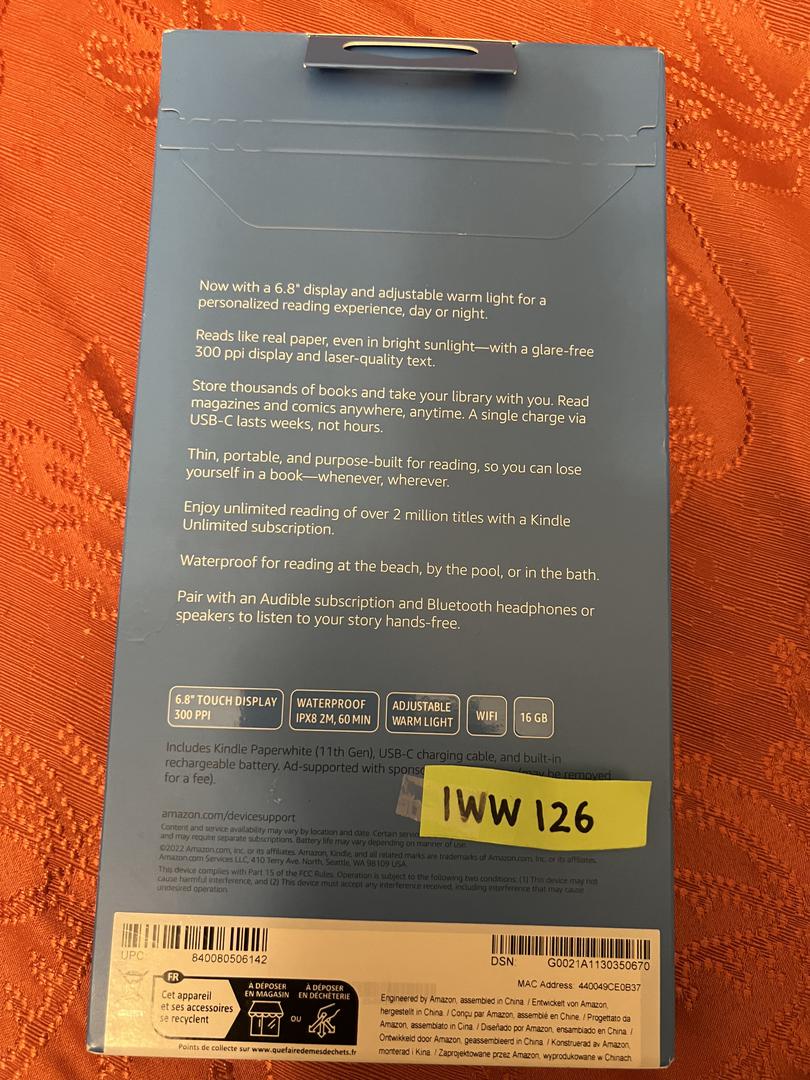 Now with a 6.8" display and adjustable warm light for a
personalized reading experience, day or night.
Reads like real paper, even in bright sunlight—with a glare-free
300 ppi display and laser-quality text.
Store thousands of books and take your library with you. Read
magazines and comics anywhere, anytime. A single charge via
USB-C lasts weeks, not hours.
Thin, portable, and purpose-built for reading, so you can lose
yourself in a book—whenever, wherever.
Enjoy unlimited reading of over 2 million titles with a Kindle
Unlimited subscription.
Waterproof for reading at the beach, by the pool, or in the bath.
Pair with an Audible subscription and Bluetooth headphones or
speakers to listen to your story hands-free.
6.8" TOUCH DISPLAY
300 PPI
WATERPROOF
IPX8 2M, 60 MIN
ADJUSTABLE
WARM LIGHT
WIFI
16 GB
Includes Kindle Paperwhite (11th Gen), USB-C charging cable, and built-in
rechargeable battery. Ad-supported with (may be removed
for a fee).
1WW 126
amazon.com/devicesupport
Content and service availability may vary by location and date. Certain
and may require separate subscriptions. Battery life may vary depending on manner of use.
©2022 Amazon.com, Inc. or its affiliates. Amazon, Kindle, and all related marks are trademarks of Amazon.com, Inc. or its affiliates.
Amazon.com Services LLC, 410 Terry Ave. North, Seattle, WA 98109 USA.
This device complies with Part 15 of the FCC Rules. Operation is subject to the following two conditions: (1) This device may not
cause harmful interference, and (2) This device must accept any interference received, including interference that may cause
undesired operation.
UPC: 840080506142
DSN: G0021A1130350670
MAC Address: 440049CE0B37
FR
Cet appareil
et ses accessoires
se recyclent
À DÉPOSER
EN MAGASIN
OU
À DÉPOSER
EN DÉCHÈTERIE
Points de collecte sur www.quefairedemesdechets.fr
Engineered by Amazon, assembled in China. / Entwickelt von Amazon,
hergestellt in China. / Conçu par Amazon, assemblé en Chine. / Progettato da
Amazon, assemblato in Cina. / Diseñado por Amazon, ensamblado en China. /
Ontwikkeld door Amazon, geassembleerd in China. / Konstruerad av Amazon,
monterad i Kina. / Zaprojektowane przez Amazon, wyprodukowane w Chinach.